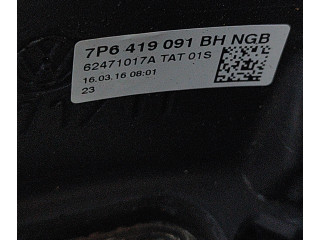 7P6 419 091 BH NGB
62471017A TAT 01S
16.03.16 08:01
23